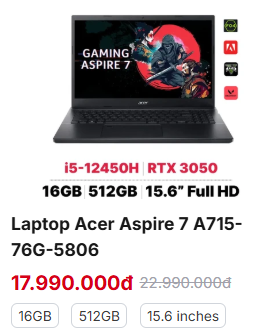 GAMING
ASPIRE 7
acer
i5-12450H RTX 3050
16GB 512GB 15.6” Full HD
Laptop Acer Aspire 7 A715-
76G-5806
17.990.000đ 22.990.000đ
16GB 512GB 15.6 inches